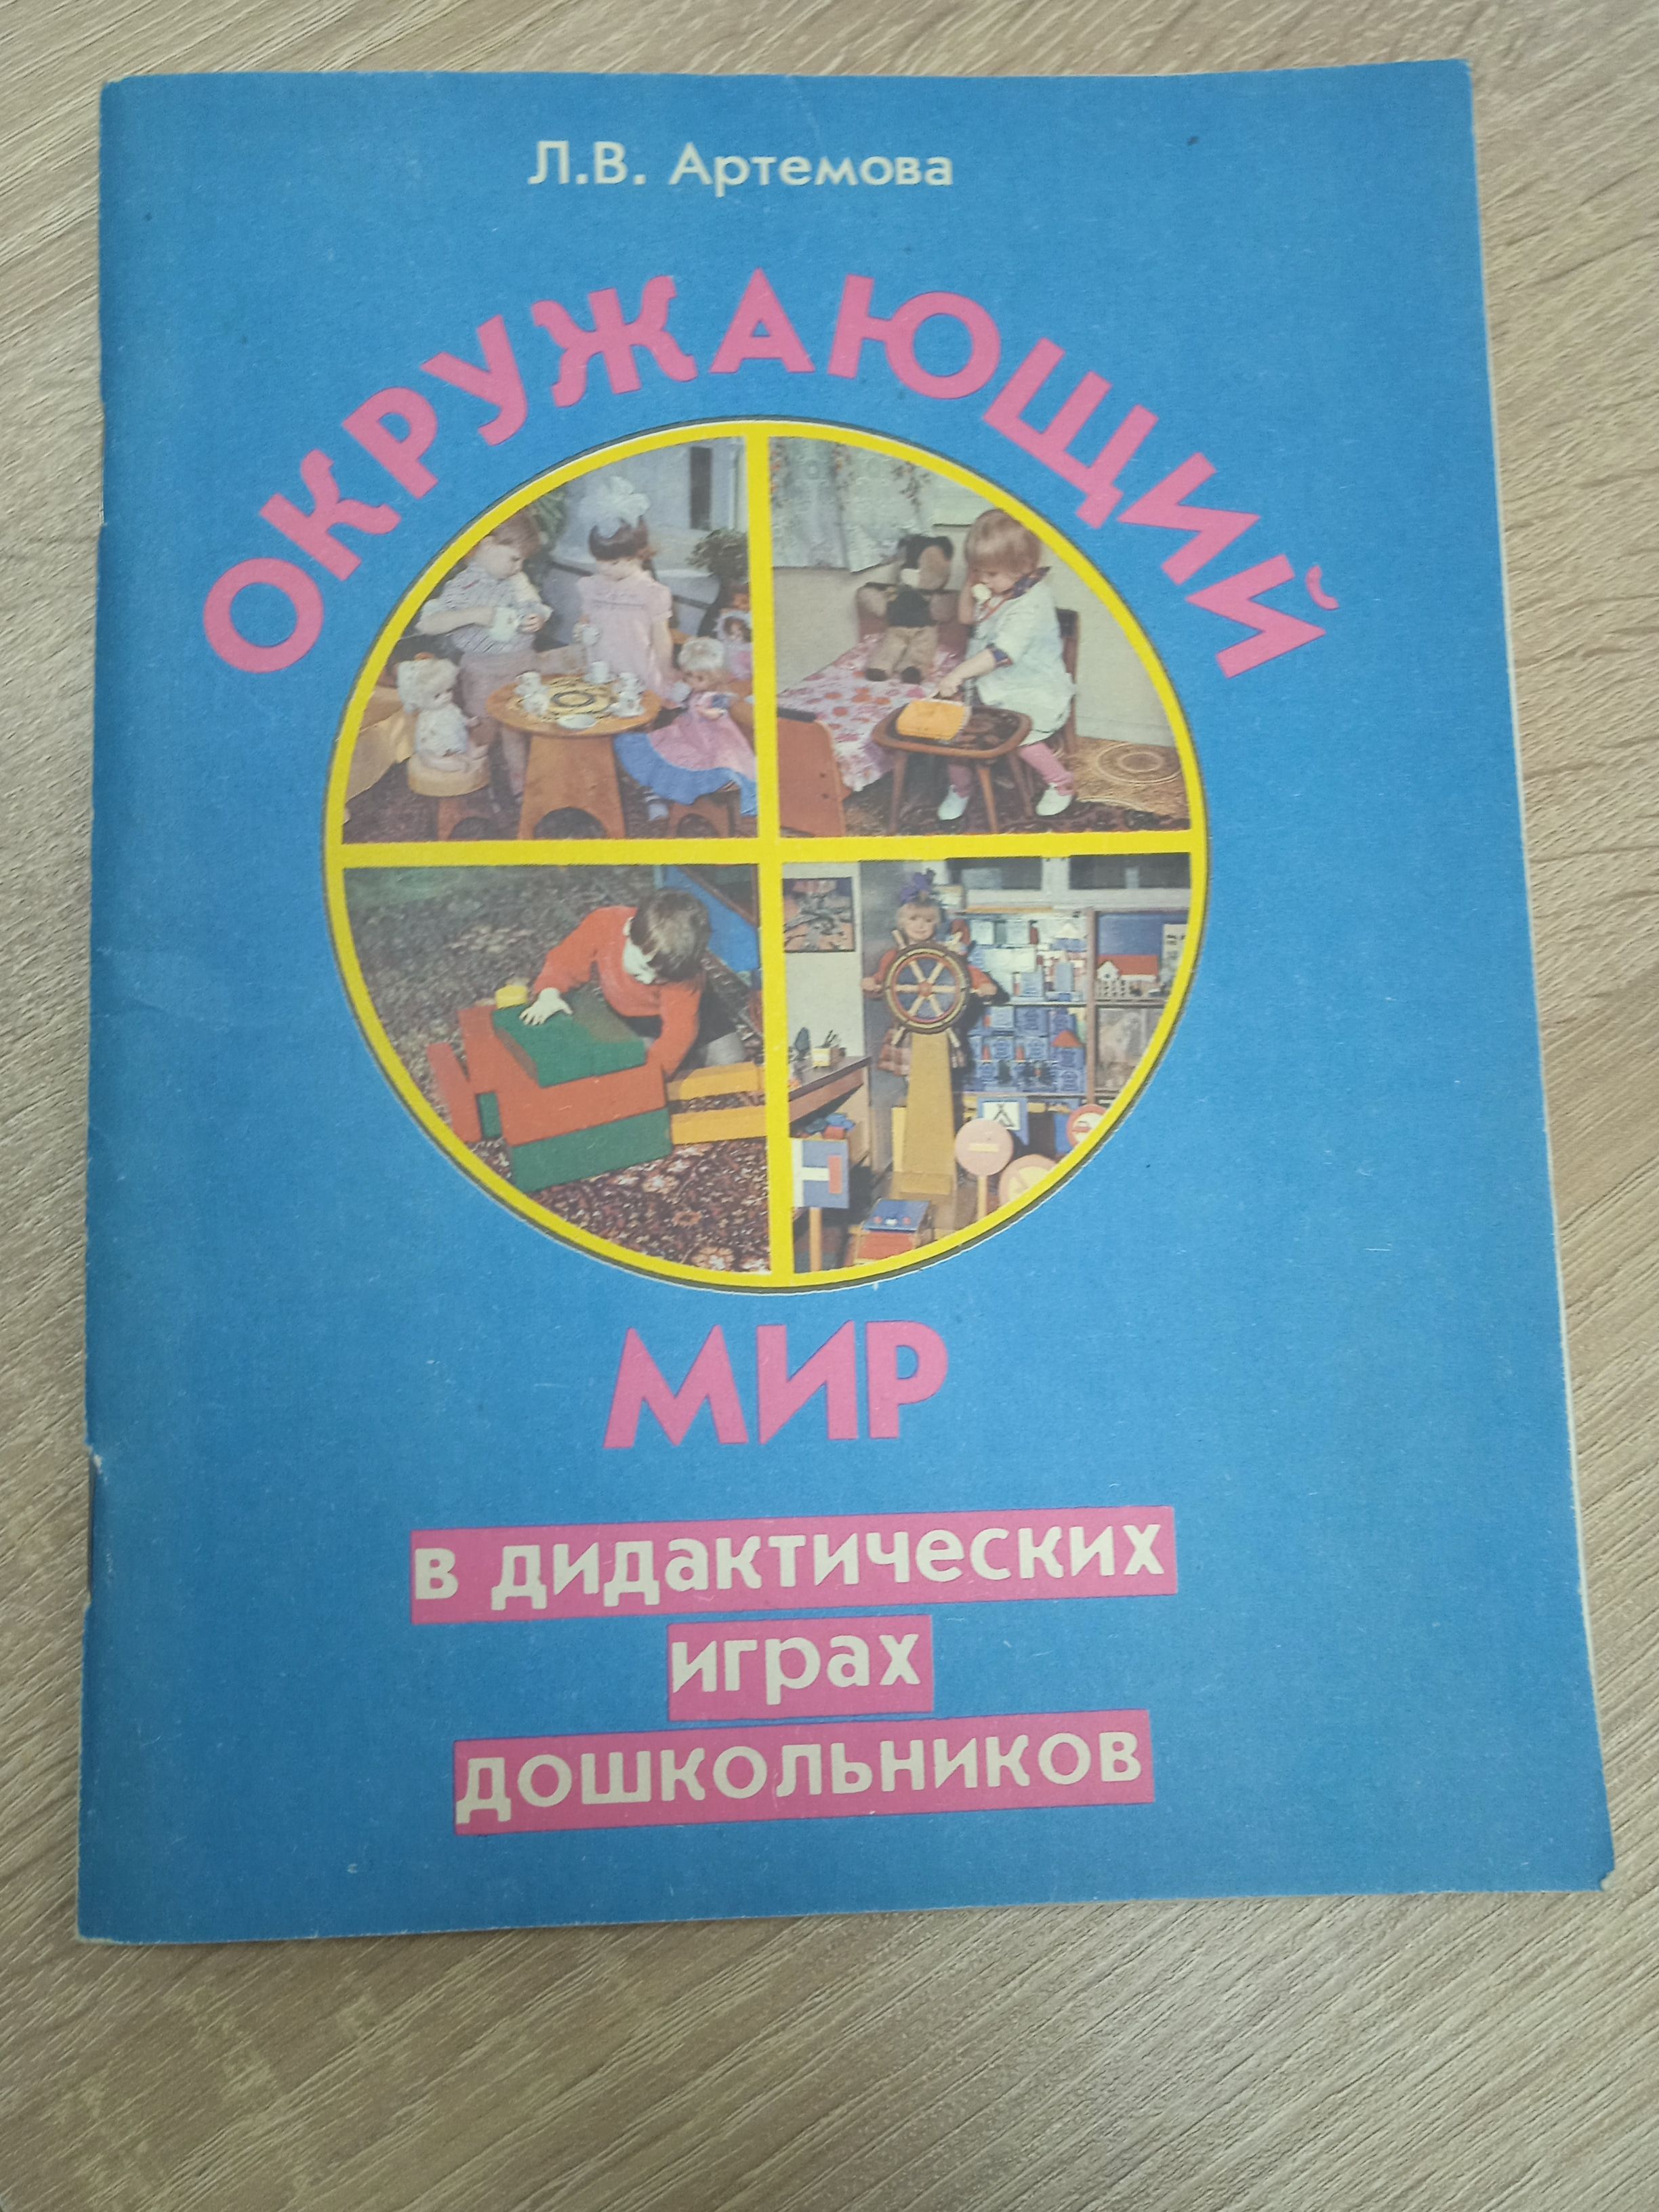 Л.В. Артемова
ОКРУЖАЮЩИЙ
МИР
в дидактических
играх
дошкольников